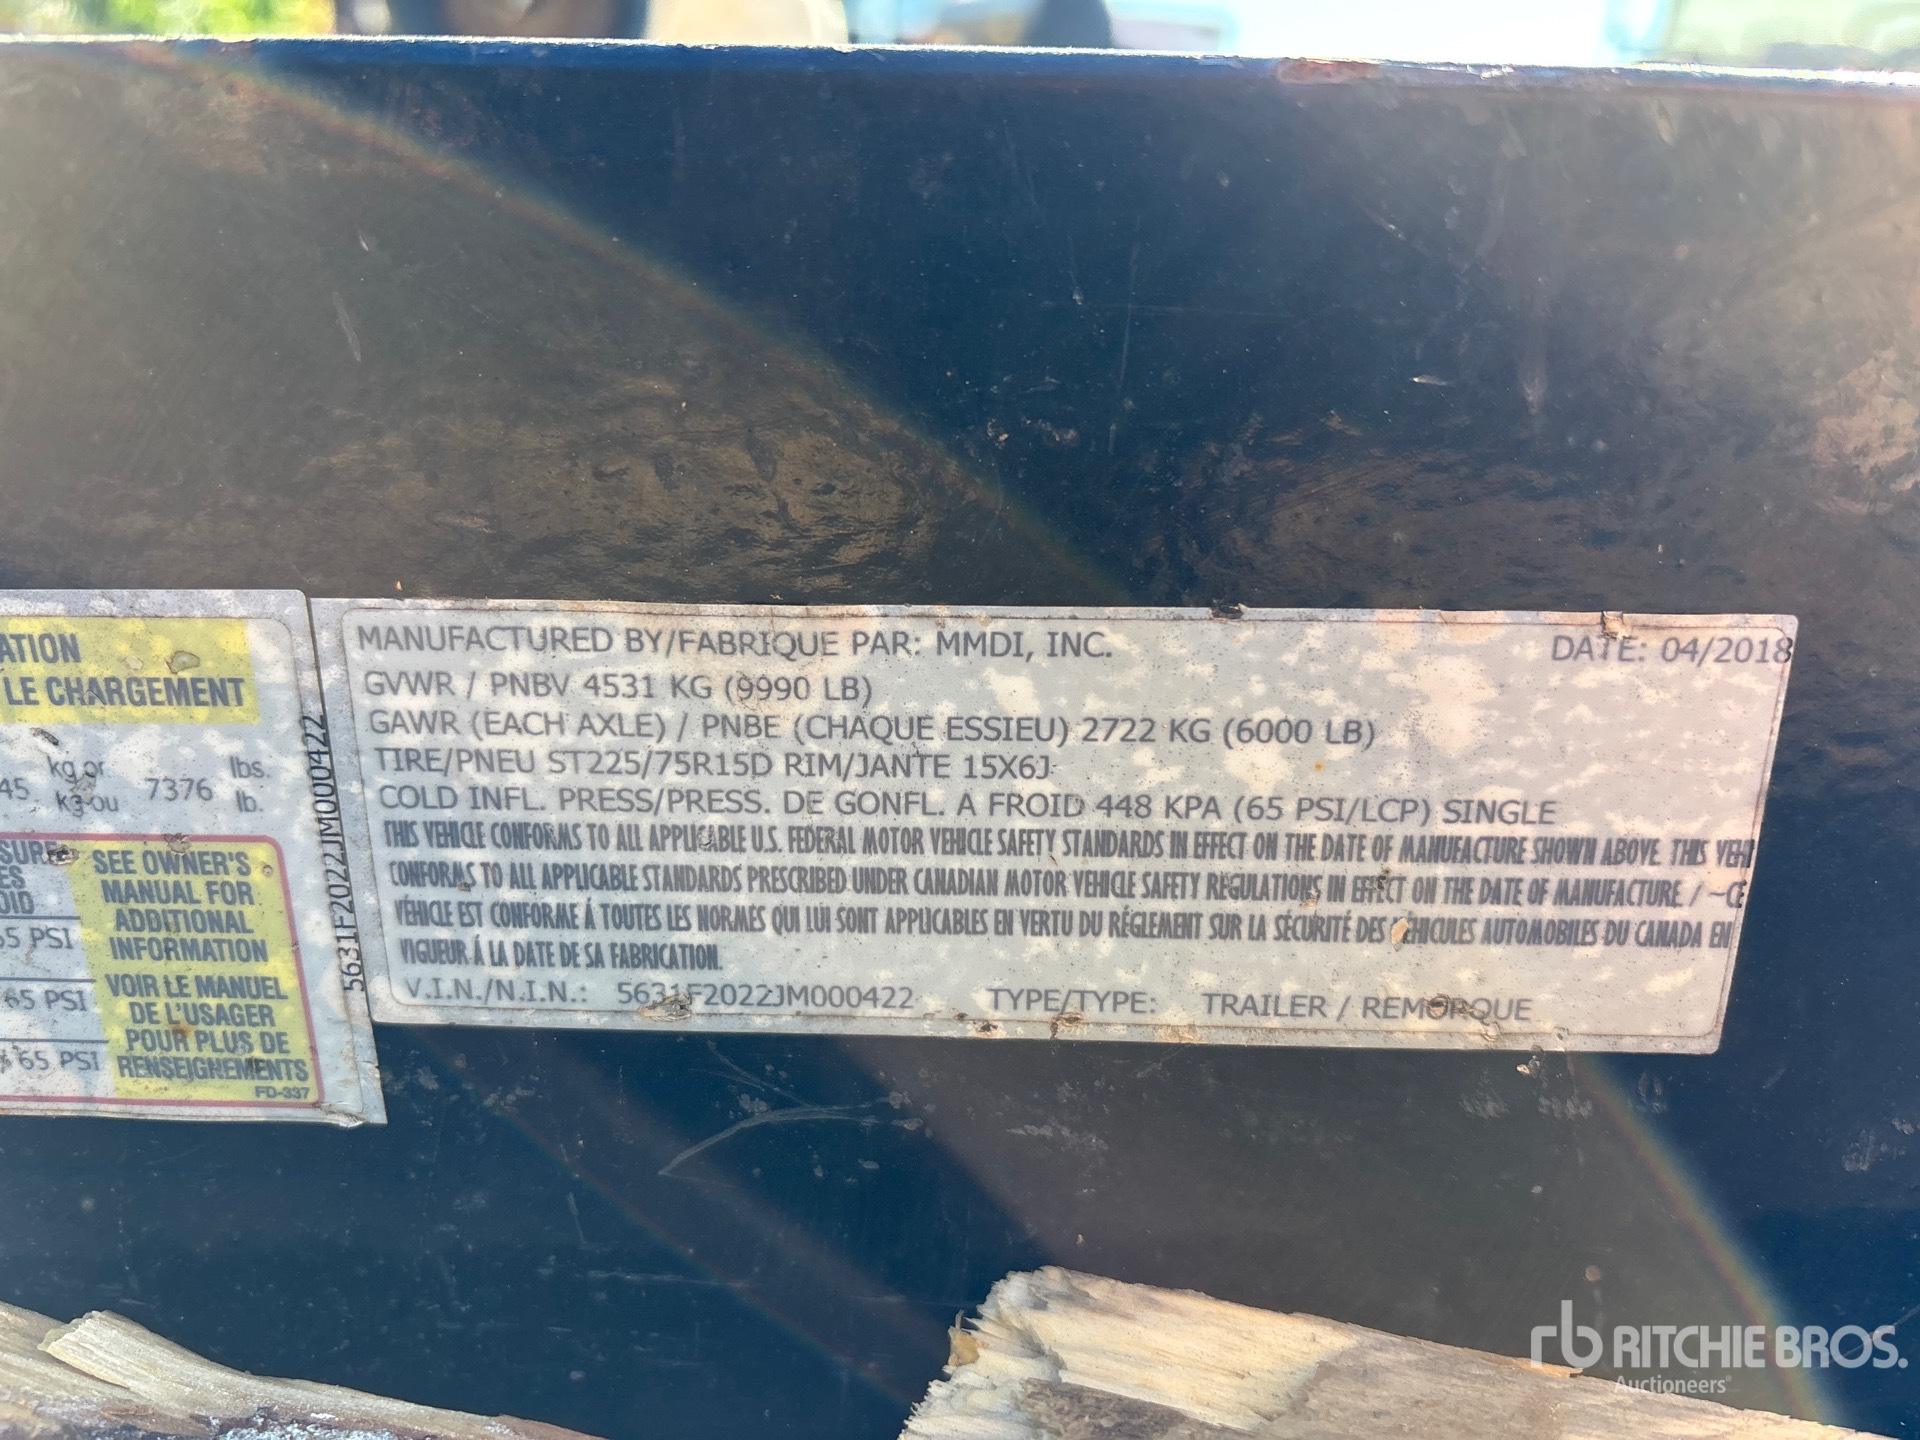 ATION
LE CHARGEMENT
45 kg or 7376 lbs.
kg ou lb.
SURE
ES
OID
65 PSI
65 PSI
65 PSI
SEE OWNER'S
MANUAL FOR
ADDITIONAL
INFORMATION
VOIR LE MANUEL
DE L'USAGER
POUR PLUS DE
RENSEIGNEMENTS
FD-337
5631F2022JM000422
MANUFACTURED BY/FABRIQUE PAR: MMDI, INC. DATE: 04/2018
GVWR / PNBV 4531 KG (9990 LB)
GAWR (EACH AXLE) / PNBE (CHAQUE ESSIEU) 2722 KG (6000 LB)
TIRE/PNEU ST225/75R15D RIM/JANTE 15X6J
COLD INFL. PRESS/PRESS. DE GONFL. A FROID 448 KPA (65 PSI/LCP) SINGLE
THIS VEHICLE CONFORMS TO ALL APPLICABLE U.S. FEDERAL MOTOR VEHICLE SAFETY STANDARDS IN EFFECT ON THE DATE OF MANUFACTURE SHOWN ABOVE. THIS VEHI
CONFORMS TO ALL APPLICABLE STANDARDS PRESCRIBED UNDER CANADIAN MOTOR VEHICLE SAFETY REGULATIONS IN EFFECT ON THE DATE OF MANUFACTURE. / ~CE
VÉHICLE EST CONFORME À TOUTES LES NORMES QUI LUI SONT APPLICABLES EN VERTU DU RÉGLEMENT SUR LA SÉCURITÉ DES VÉHICULES AUTOMOBILES DU CANADA EN
VIGUEUR Á LA DATE DE SA FABRICATION.
V.I.N./N.I.N.: 5631F2022JM000422 TYPE/TYPE: TRAILER / REMORQUE
rb RITCHIE BROS.
Auctioneers